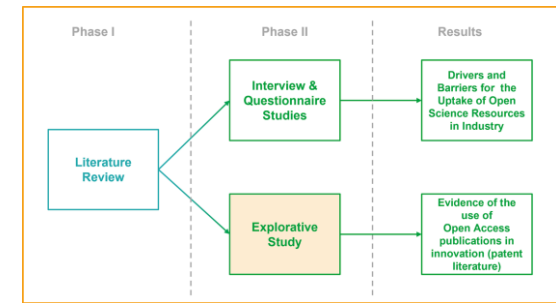 Phase I
Phase II
Results
Literature
Review
Interview &
Questionnaire
Studies
Drivers and
Barriers for the
Uptake of Open
Science Resources
in Industry
Explorative
Study
Evidence of the
use of
Open Access
publications in
innovation (patent
literature)